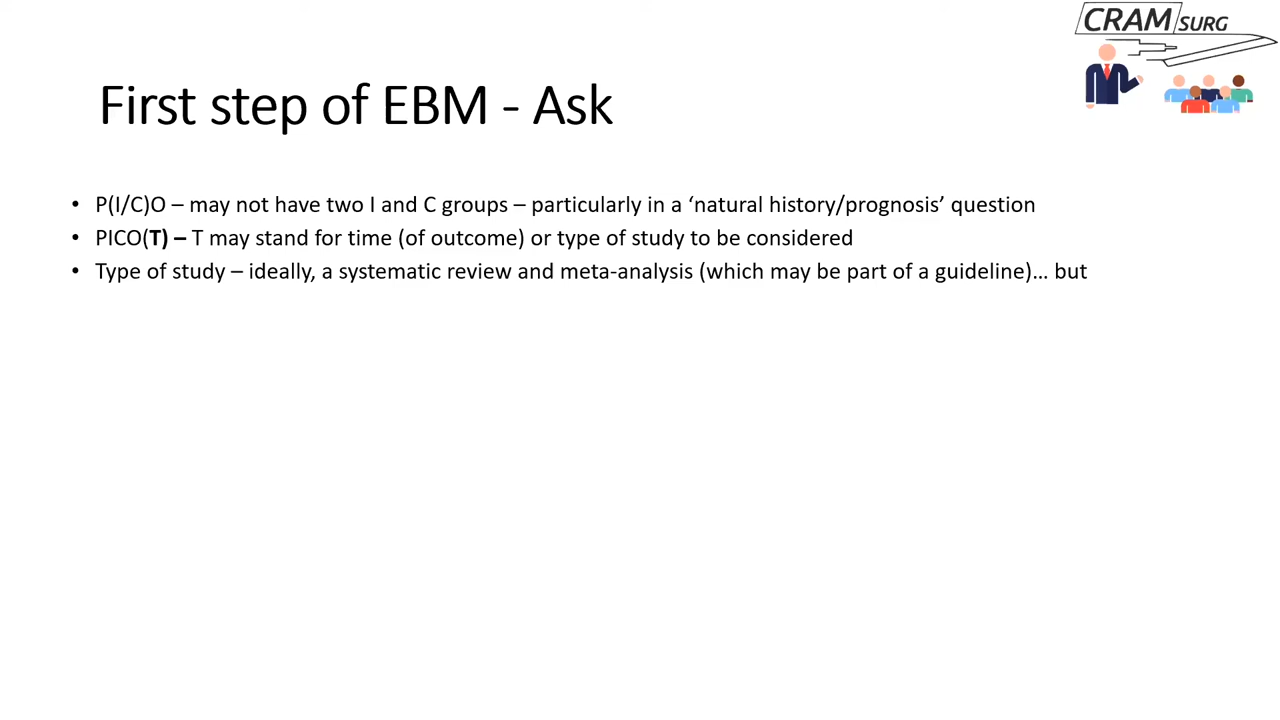 CRAM SURG
First step of EBM - Ask
• P(I/C)O – may not have two I and C groups – particularly in a ‘natural history/prognosis’ question
• PICO(T) – T may stand for time (of outcome) or type of study to be considered
• Type of study – ideally, a systematic review and meta-analysis (which may be part of a guideline)… but